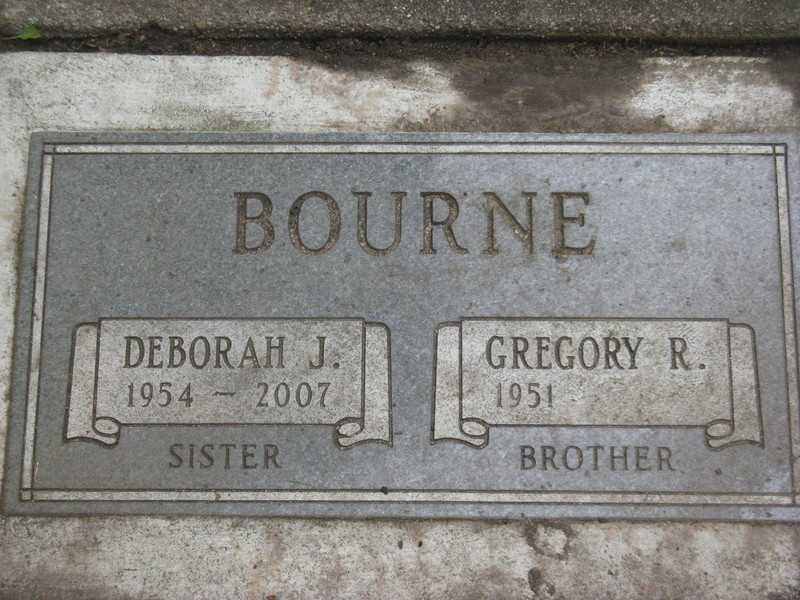 BOURNE
DEBORAH J.
1954 – 2007
SISTER
GREGORY R.
1951
BROTHER